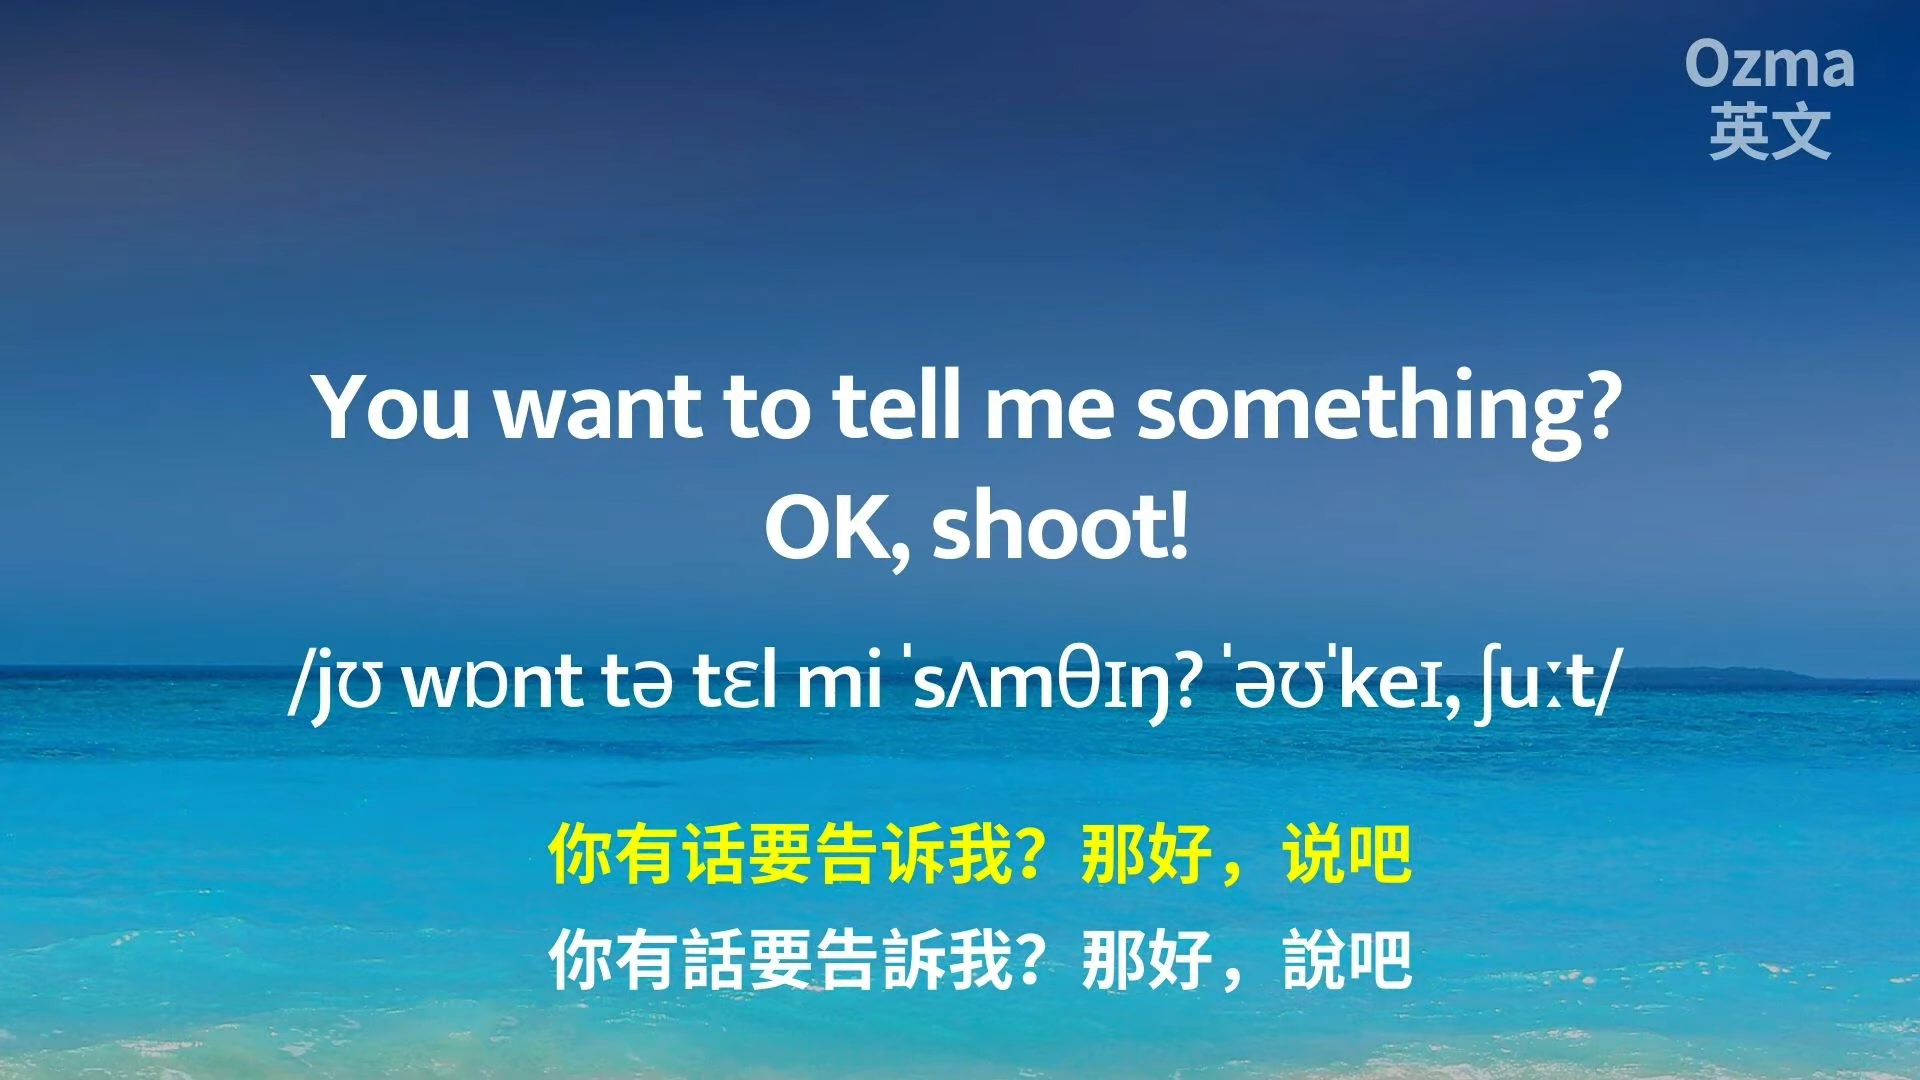 Ozma
英文
You want to tell me something?
OK, shoot!
/jʊ wɒnt tə tɛl mi ˈsʌmθɪŋ? ˈəʊˈkeɪ, ʃuːt/
你有话要告诉我？那好，说吧
你有話要告訴我？那好，說吧